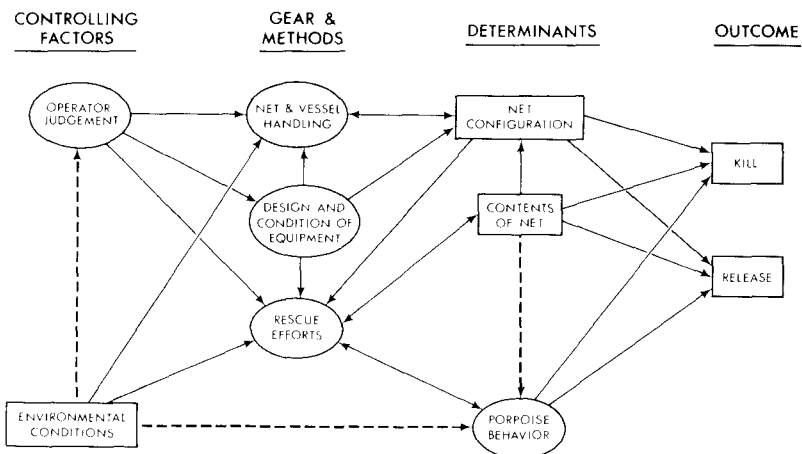 CONTROLLING
FACTORS
GEAR &
METHODS
DETERMINANTS
OUTCOME
OPERATOR
JUDGEMENT
NET & VESSEL
HANDLING
NET
CONFIGURATION
KILL
DESIGN AND
CONDITION OF
EQUIPMENT
CONTENTS
OF NET
RELEASE
RESCUE
EFFORTS
ENVIRONMENTAL
CONDITIONS
PORPOISE
BEHAVIOR